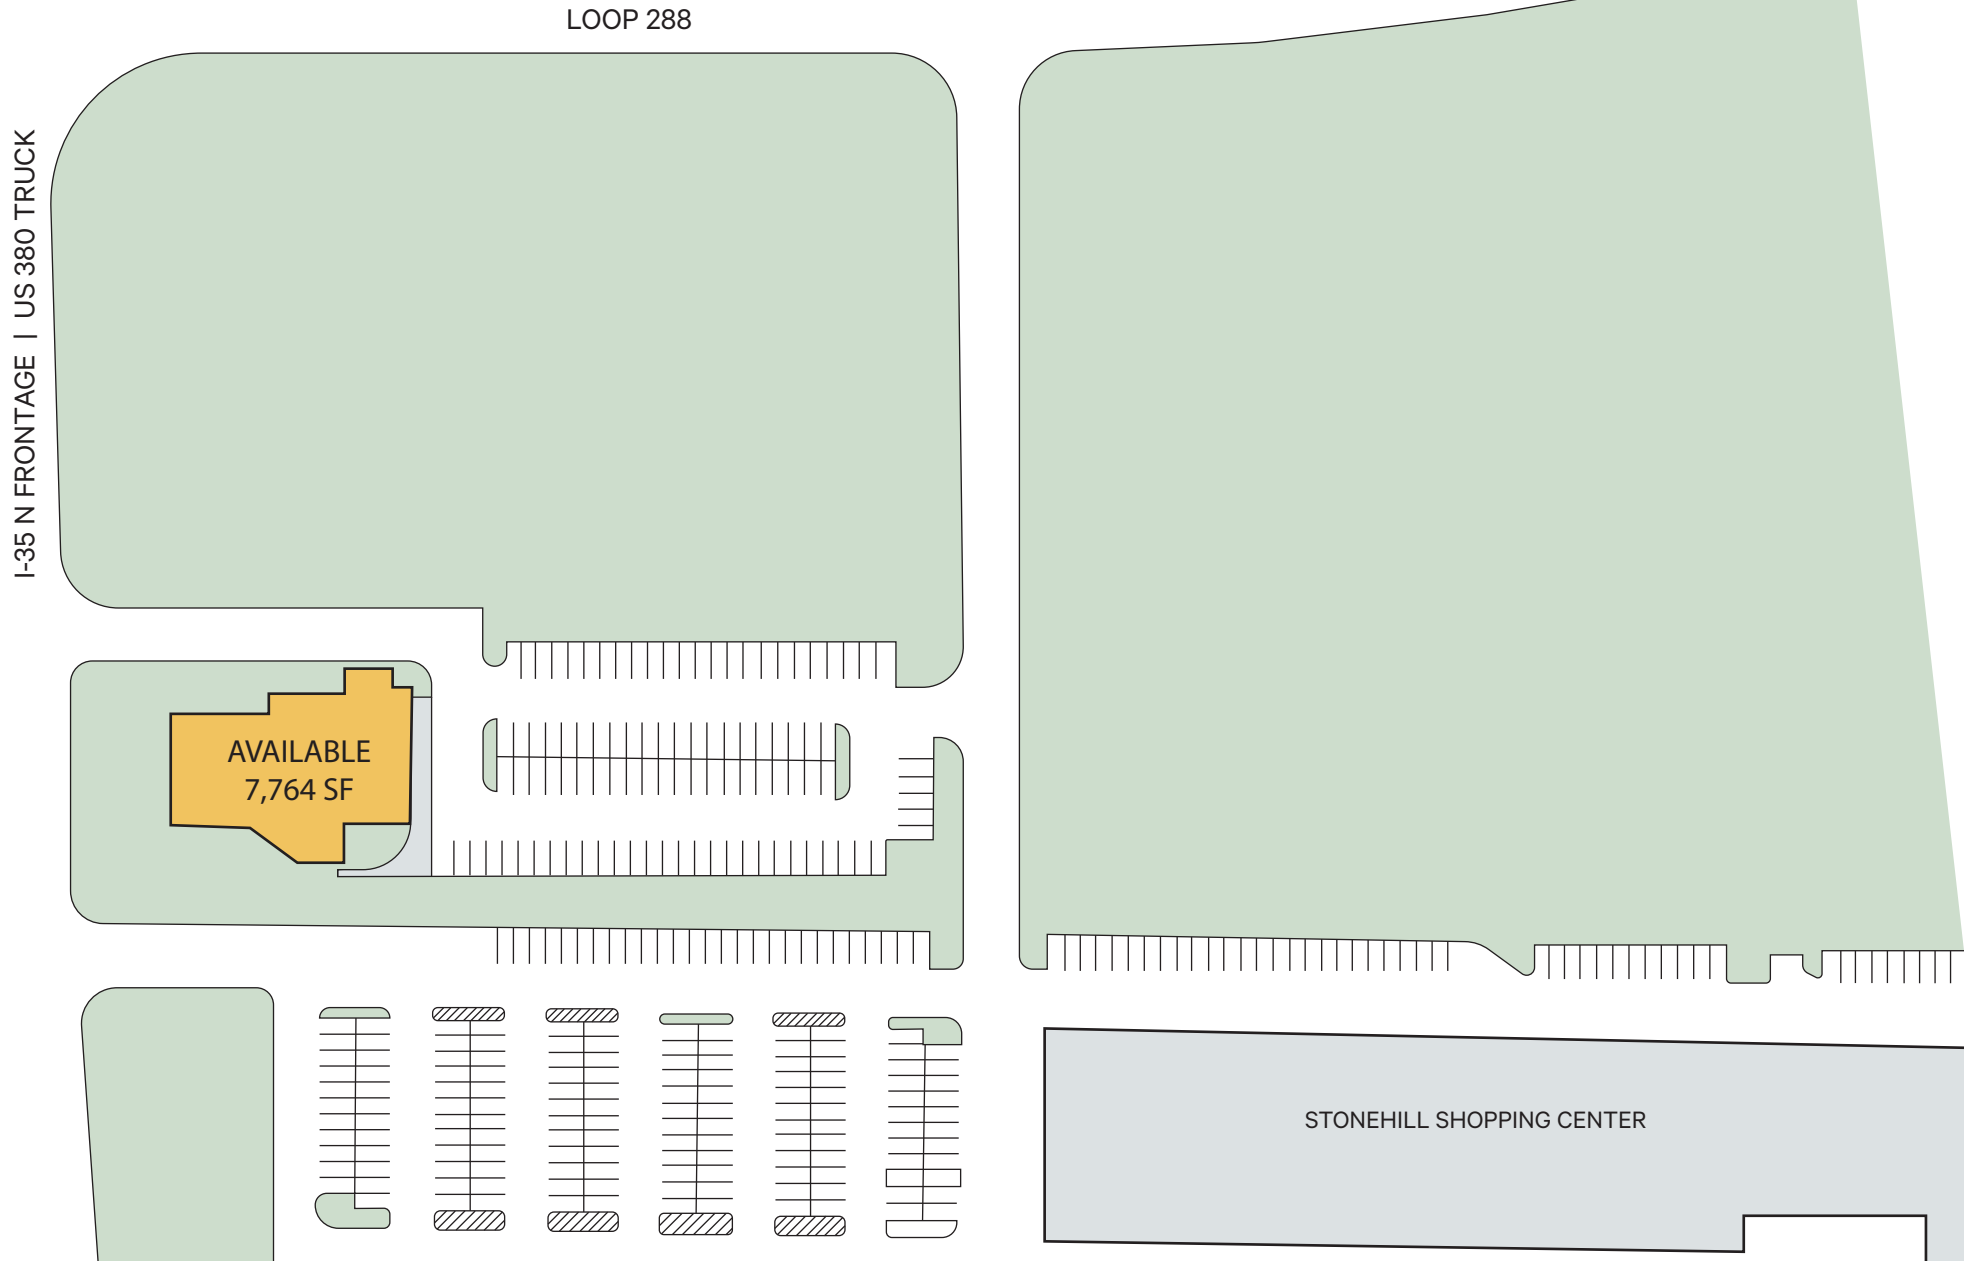 LOOP 288
I-35 N FRONTAGE | US 380 TRUCK
AVAILABLE
7,764 SF
STONEHILL SHOPPING CENTER